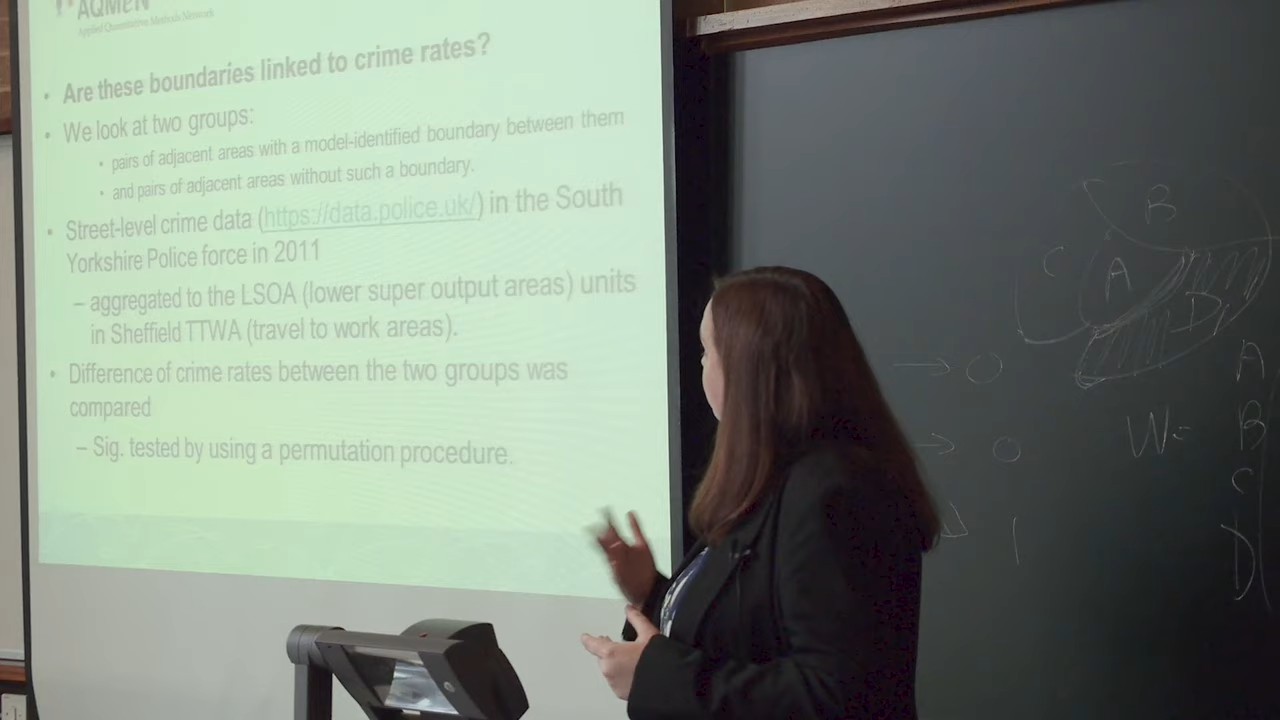 AQMeN
Applied Quantitative Methods Network
• Are these boundaries linked to crime rates?
• We look at two groups:
• pairs of adjacent areas with a model-identified boundary between them
• and pairs of adjacent areas without such a boundary.
• Street-level crime data (https://data.police.uk/) in the South
Yorkshire Police force in 2011
– aggregated to the LSOA (lower super output areas) units
in Sheffield TTWA (travel to work areas).
• Difference of crime rates between the two groups was
compared
– Sig. tested by using a permutation procedure.
B
C
A
D
→ 0
→ 0
1
W=
A
B
C
D